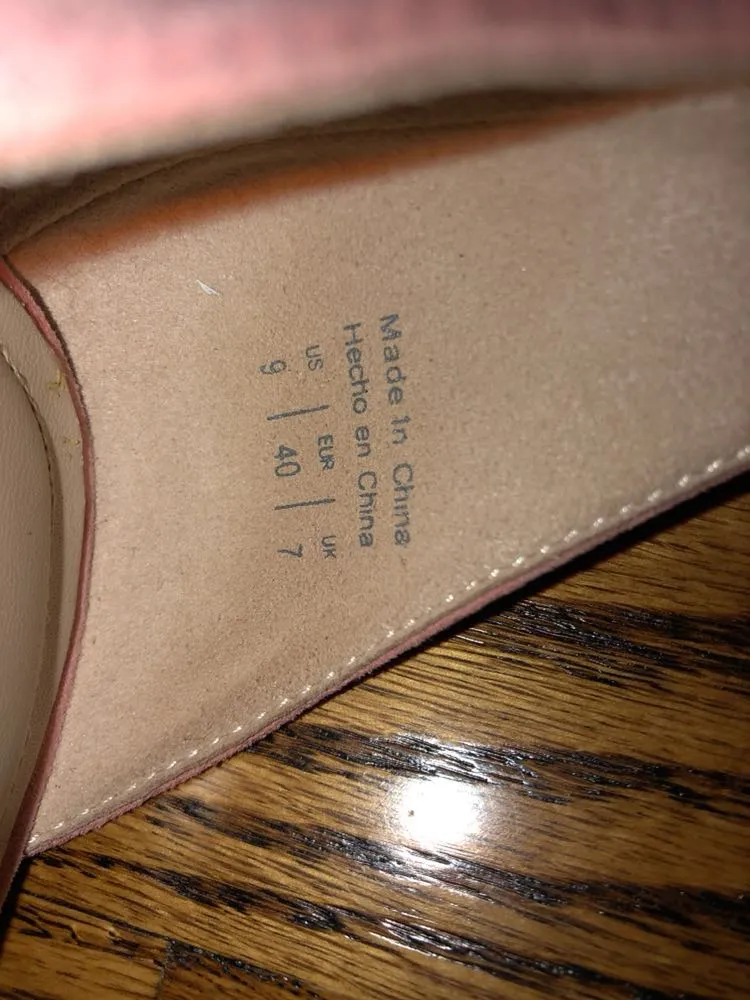 Made in China
Hecho en China
US | EUR | UK
9 | 40 | 7